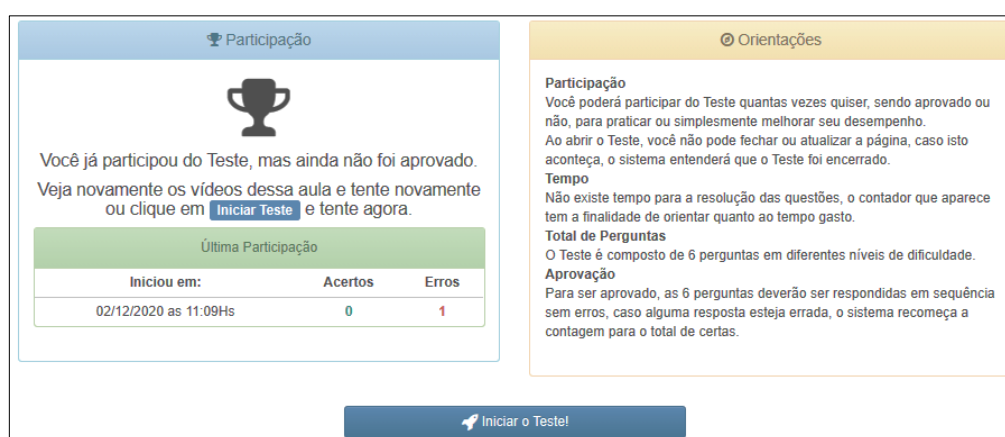 Participação
Você já participou do Teste, mas ainda não foi aprovado.
Veja novamente os vídeos dessa aula e tente novamente
ou clique em Iniciar Teste e tente agora.
Última Participação
Iniciou em: Acertos Erros
02/12/2020 as 11:09Hs 0 1
Orientações
Participação
Você poderá participar do Teste quantas vezes quiser, sendo aprovado ou
não, para praticar ou simplesmente melhorar seu desempenho.
Ao abrir o Teste, você não pode fechar ou atualizar a página, caso isto
aconteça, o sistema entenderá que o Teste foi encerrado.
Tempo
Não existe tempo para a resolução das questões, o contador que aparece
tem a finalidade de orientar quanto ao tempo gasto.
Total de Perguntas
O Teste é composto de 6 perguntas em diferentes níveis de dificuldade.
Aprovação
Para ser aprovado, as 6 perguntas deverão ser respondidas em sequência
sem erros, caso alguma resposta esteja errada, o sistema recomeça a
contagem para o total de certas.
Iniciar o Teste!